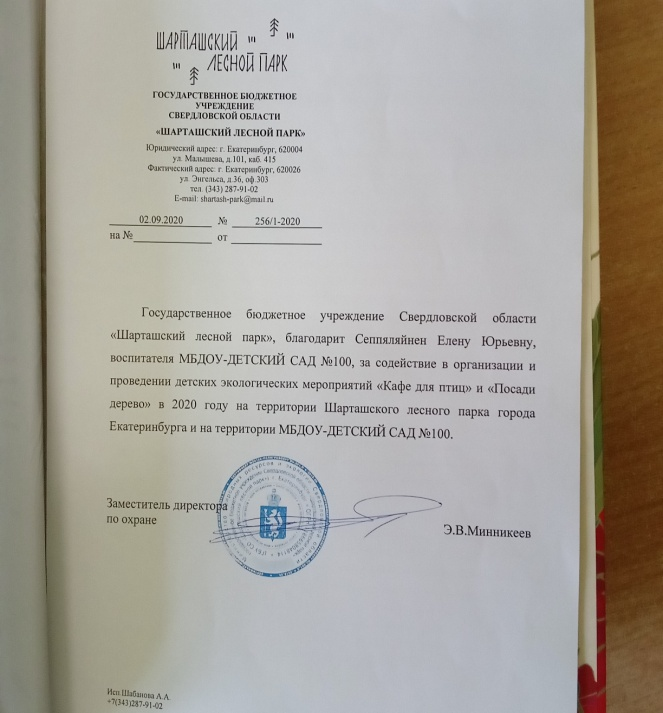 ШАРТАШСКИЙ
ЛЕСНОЙ ПАРК
ГОСУДАРСТВЕННОЕ БЮДЖЕТНОЕ
УЧРЕЖДЕНИЕ
СВЕРДЛОВСКОЙ ОБЛАСТИ
«ШАРТАШСКИЙ ЛЕСНОЙ ПАРК»
Юридический адрес: г. Екатеринбург, 620004
ул. Малышева, д.101, каб. 415
Фактический адрес: г. Екатеринбург, 620026
ул. Энгельса, д.36, оф.303
тел. (343) 287-91-02
E-mail: shartash-park@mail.ru
02.09.2020 № 256/1-2020
на № от
Государственное бюджетное учреждение Свердловской области
«Шарташский лесной парк», благодарит Сеппяляйнен Елену Юрьевну,
воспитателя МБДОУ-ДЕТСКИЙ САД №100, за содействие в организации и
проведении детских экологических мероприятий «Кафе для птиц» и «Посади
дерево» в 2020 году на территории Шарташского лесного парка города
Екатеринбурга и на территории МБДОУ-ДЕТСКИЙ САД №100.
Заместитель директора
по охране
Э.В.Минникеев
Исп.Шабанова А.А.
+7(343)287-91-02